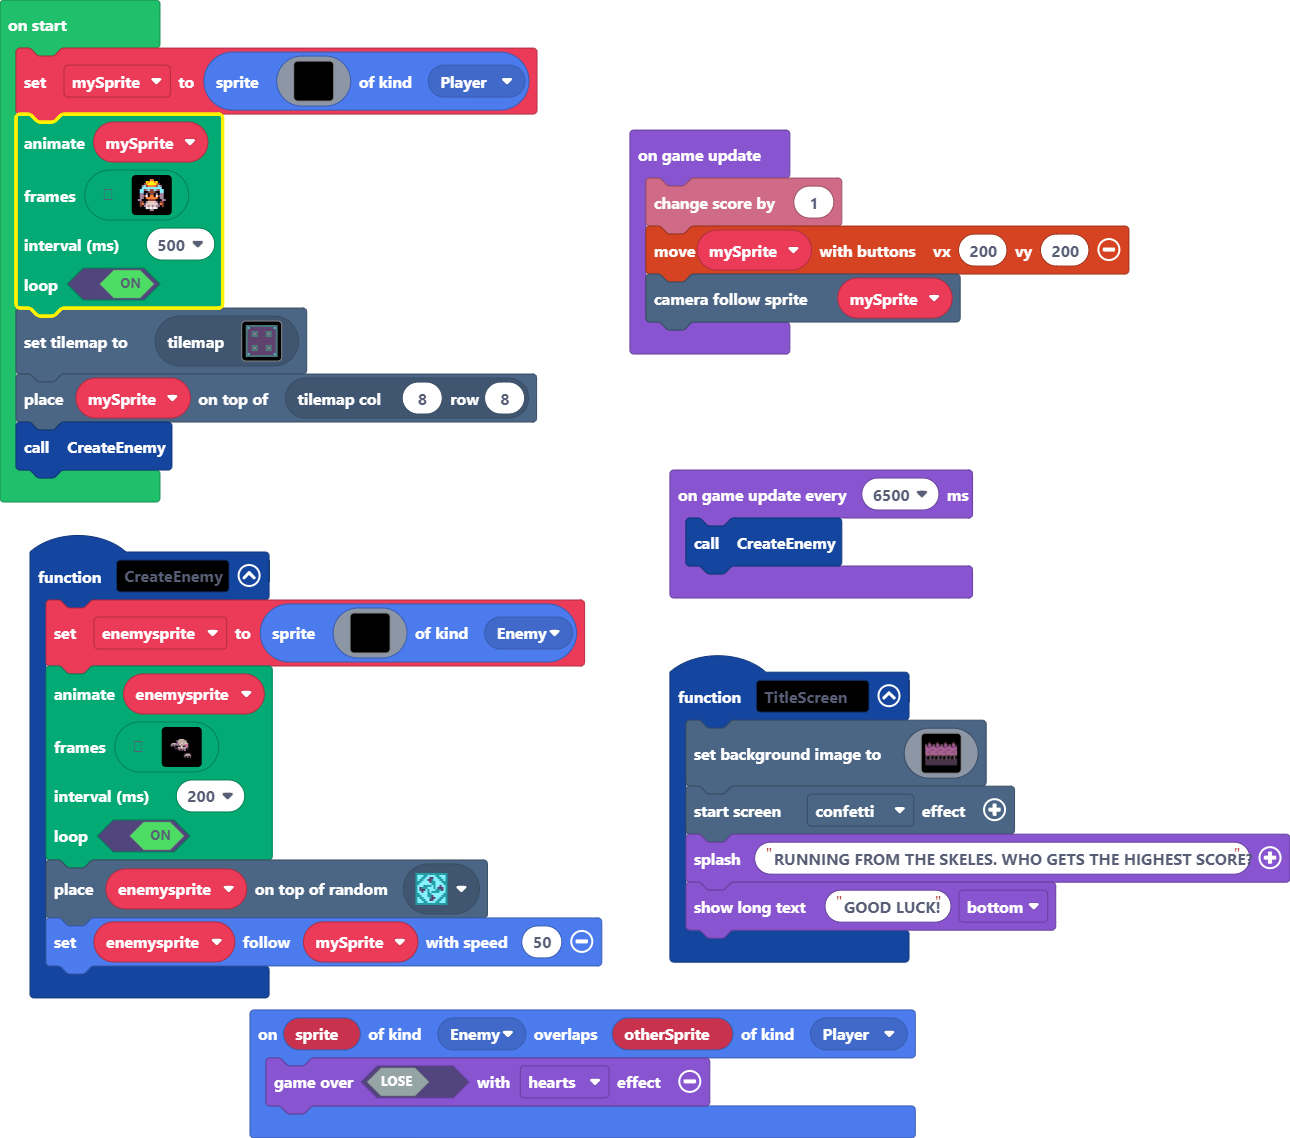 on start
set mySprite to sprite of kind Player
animate mySprite
frames
interval (ms) 500
loop ON
set tilemap to tilemap
place mySprite on top of tilemap col 8 row 8
call CreateEnemy
on game update
change score by 1
move mySprite with buttons vx 200 vy 200
camera follow sprite mySprite
on game update every 6500 ms
call CreateEnemy
function CreateEnemy
set enemysprite to sprite of kind Enemy
animate enemysprite
frames
interval (ms) 200
loop ON
place enemysprite on top of random
set enemysprite follow mySprite with speed 50
function TitleScreen
set background image to
start screen confetti effect
splash "RUNNING FROM THE SKELES. WHO GETS THE HIGHEST SCORE?"
show long text "GOOD LUCK!" bottom
on sprite of kind Enemy overlaps otherSprite of kind Player
game over LOSE with hearts effect